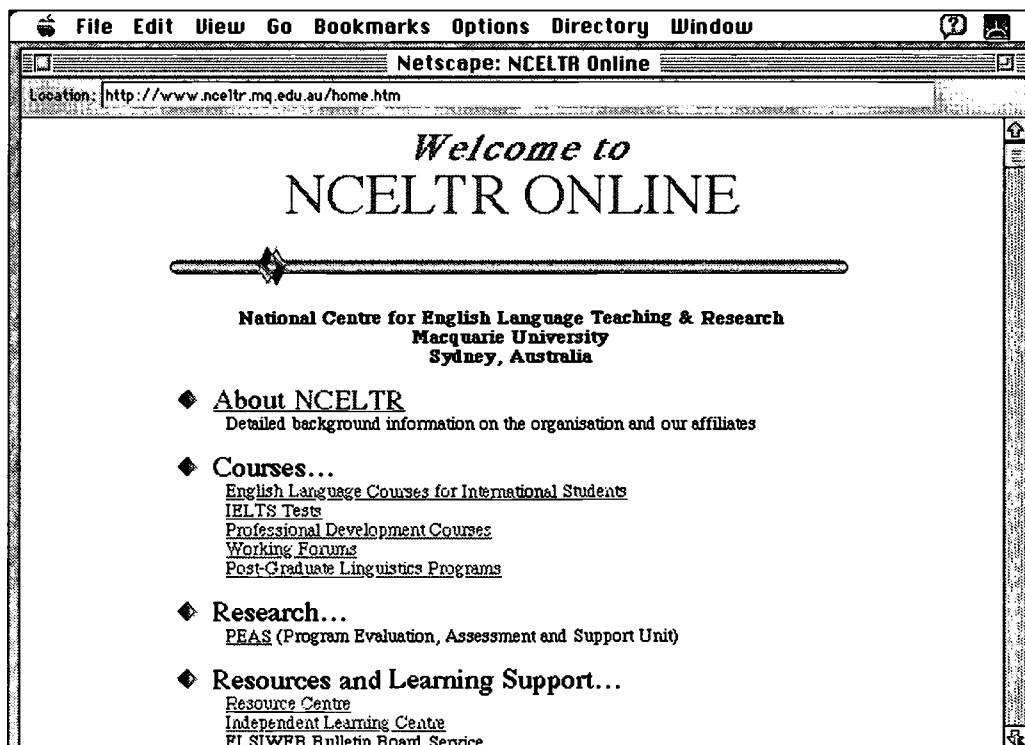 File Edit View Go Bookmarks Options Directory Window
Netscape: NCELTR Online
Location: http://www.nceltr.mq.edu.au/home.htm
Welcome to
NCELTR ONLINE
National Centre for English Language Teaching & Research
Macquarie University
Sydney, Australia
About NCELTR
Detailed background information on the organisation and our affiliates
Courses...
English Language Courses for International Students
IELTS Tests
Professional Development Courses
Working Forums
Post-Graduate Linguistics Programs
Research...
PEAS (Program Evaluation, Assessment and Support Unit)
Resources and Learning Support...
Resource Centre
Independent Learning Centre
ELSIWEB Bulletin Board Service